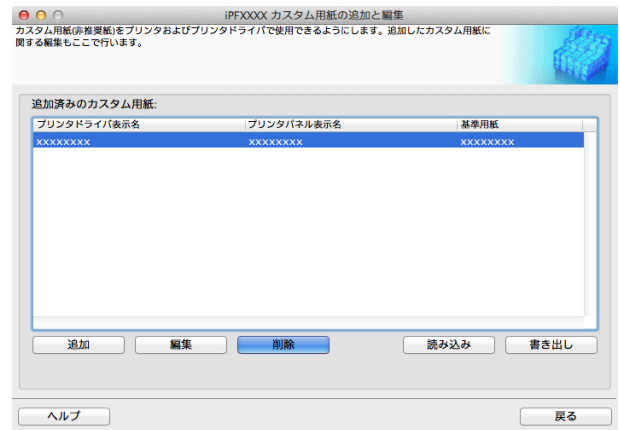 iPFXXXX カスタム用紙の追加と編集
カスタム用紙(非推奨紙)をプリンタおよびプリンタドライバで使用できるようにします。追加したカスタム用紙に
関する編集もここで行います。
追加済みのカスタム用紙:
プリンタドライバ表示名 プリンタパネル表示名 基準用紙
xxxxxxxx xxxxxxxx xxxxxxxx
追加 編集 削除 読み込み 書き出し
ヘルプ 戻る